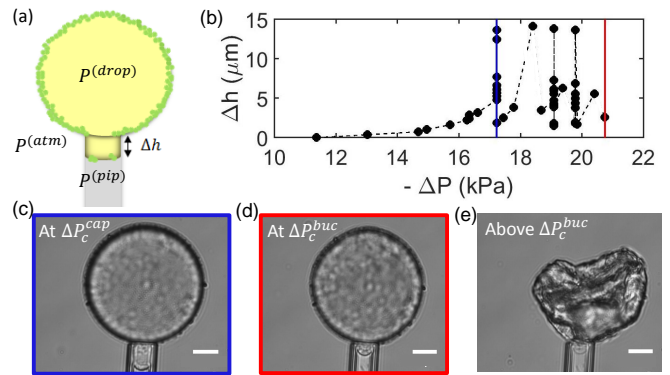 (a)
P^(drop)
P^(atm)
Δh
P^(pip)
(b)
Δh (μm)
15
10
5
0
10 12 14 16 18 20 22
- ΔP (kPa)
(c)
At ΔP_c^cap
(d)
At ΔP_c^buc
(e)
Above ΔP_c^buc